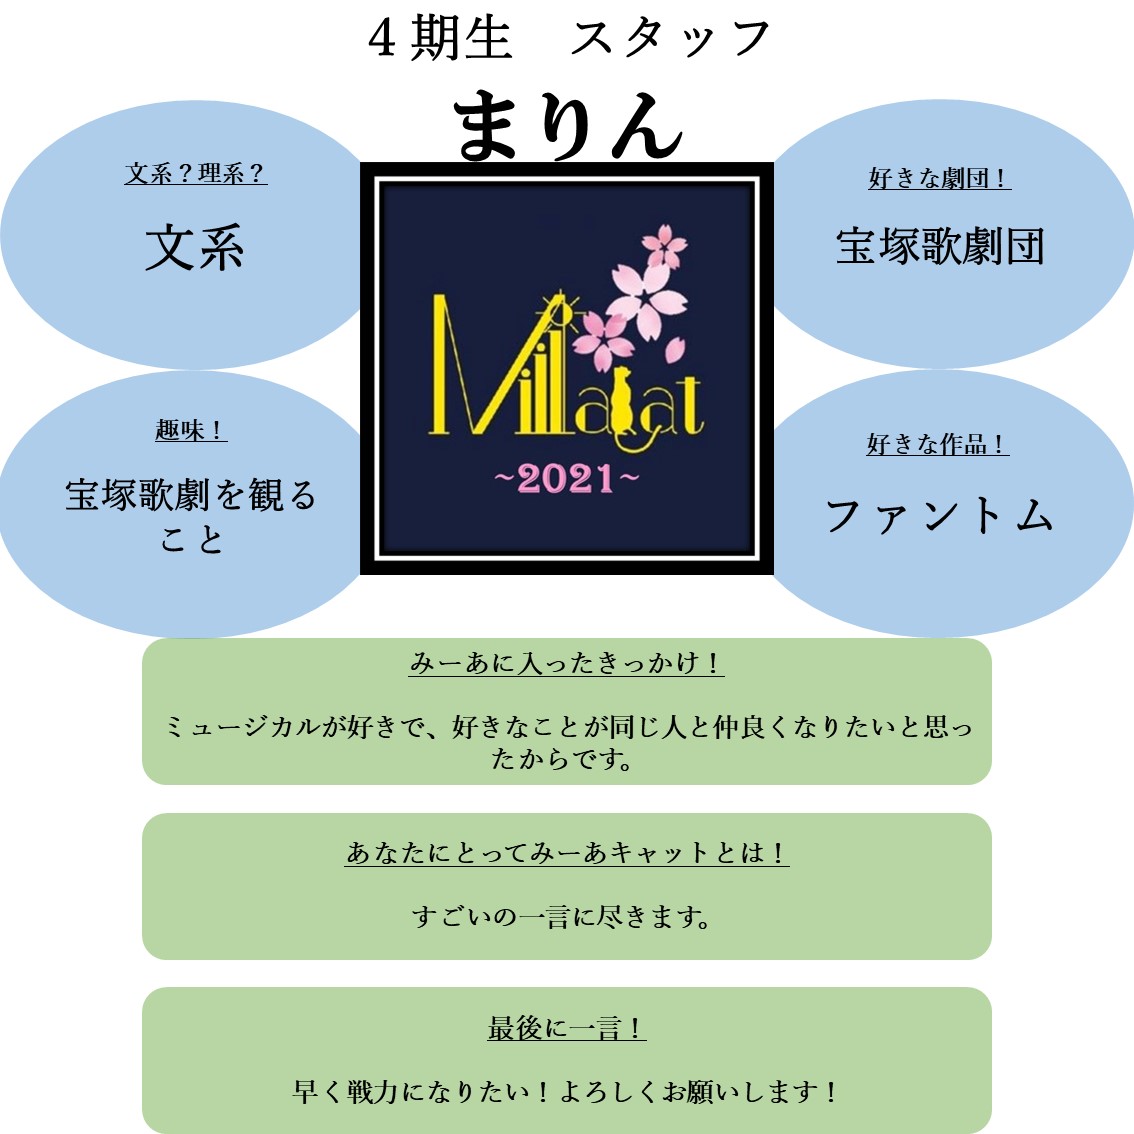 ４期生　スタッフ
まりん
文系？理系？
文系
好きな劇団！
宝塚歌劇団
趣味！
宝塚歌劇を観る
こと
好きな作品！
ファントム
~2021~
みーあに入ったきっかけ！
ミュージカルが好きで、好きなことが同じ人と仲良くなりたいと思っ
たからです。
あなたにとってみーあキャットとは！
すごいの一言に尽きます。
最後に一言！
早く戦力になりたい！よろしくお願いします！